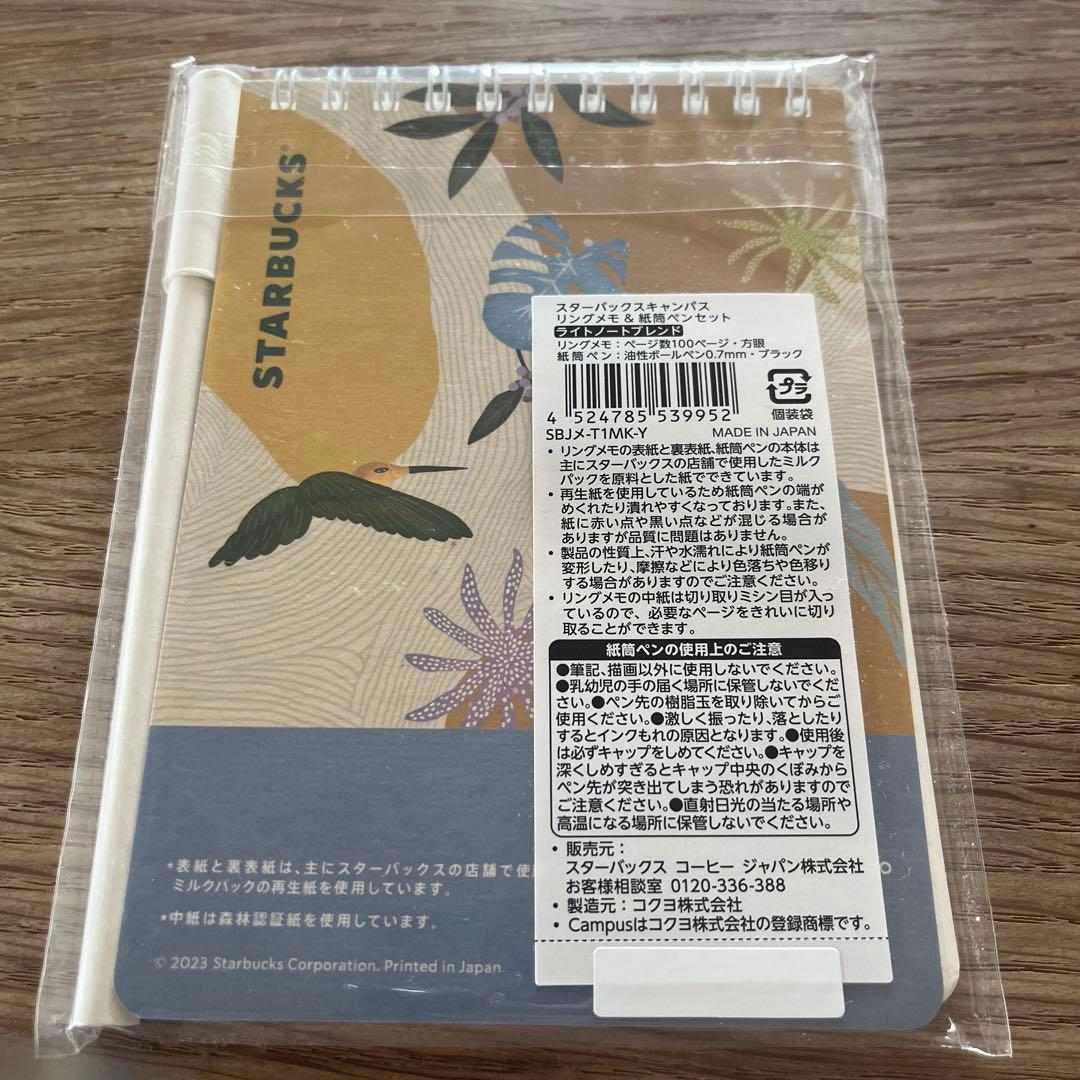 STARBUCKS®
スターバックスキャンパス
リングメモ & 紙筒ペンセット
ライトノートブレンド
リングメモ：ページ数100ページ・方眼
紙筒ペン：油性ボールペン0.7mm・ブラック
4 524785 539952
プラ
個装袋
SBJメ-T1MK-Y MADE IN JAPAN
・リングメモの表紙と裏表紙、紙筒ペンの本体は
主にスターバックスの店舗で使用したミルク
パックを原料とした紙でできています。
・再生紙を使用しているため紙筒ペンの端が
めくれたり潰れやすくなっております。また、
紙に赤い点や黒い点などが混じる場合が
ありますが品質に問題はありません。
・製品の性質上、汗や水濡れにより紙筒ペンが
変形したり、摩擦などにより色落ちや色移り
する場合がありますのでご注意ください。
・リングメモの中紙は切り取りミシン目が入っ
ているので、必要なページをきれいに切り
取ることができます。
紙筒ペンの使用上のご注意
●筆記、描画以外に使用しないでください。
●乳幼児の手の届く場所に保管しないでくだ
さい。●ペン先の樹脂玉を取り除いてからご
使用ください。●激しく振ったり、落としたり
するとインクもれの原因となります。●使用後
は必ずキャップをしめてください。●キャップを
深くしめすぎるとキャップ中央のくぼみから
ペン先が突き出てしまう恐れがありますので
ご注意ください。●直射日光の当たる場所や
高温になる場所に保管しないでください。
・販売元：
スターバックス コーヒー ジャパン株式会社
お客様相談室 0120-336-388
・製造元：コクヨ株式会社
・Campusはコクヨ株式会社の登録商標です。
*表紙と裏表紙は、主にスターバックスの店舗で使
ミルクパックの再生紙を使用しています。
*中紙は森林認証紙を使用しています。
© 2023 Starbucks Corporation. Printed in Japan.